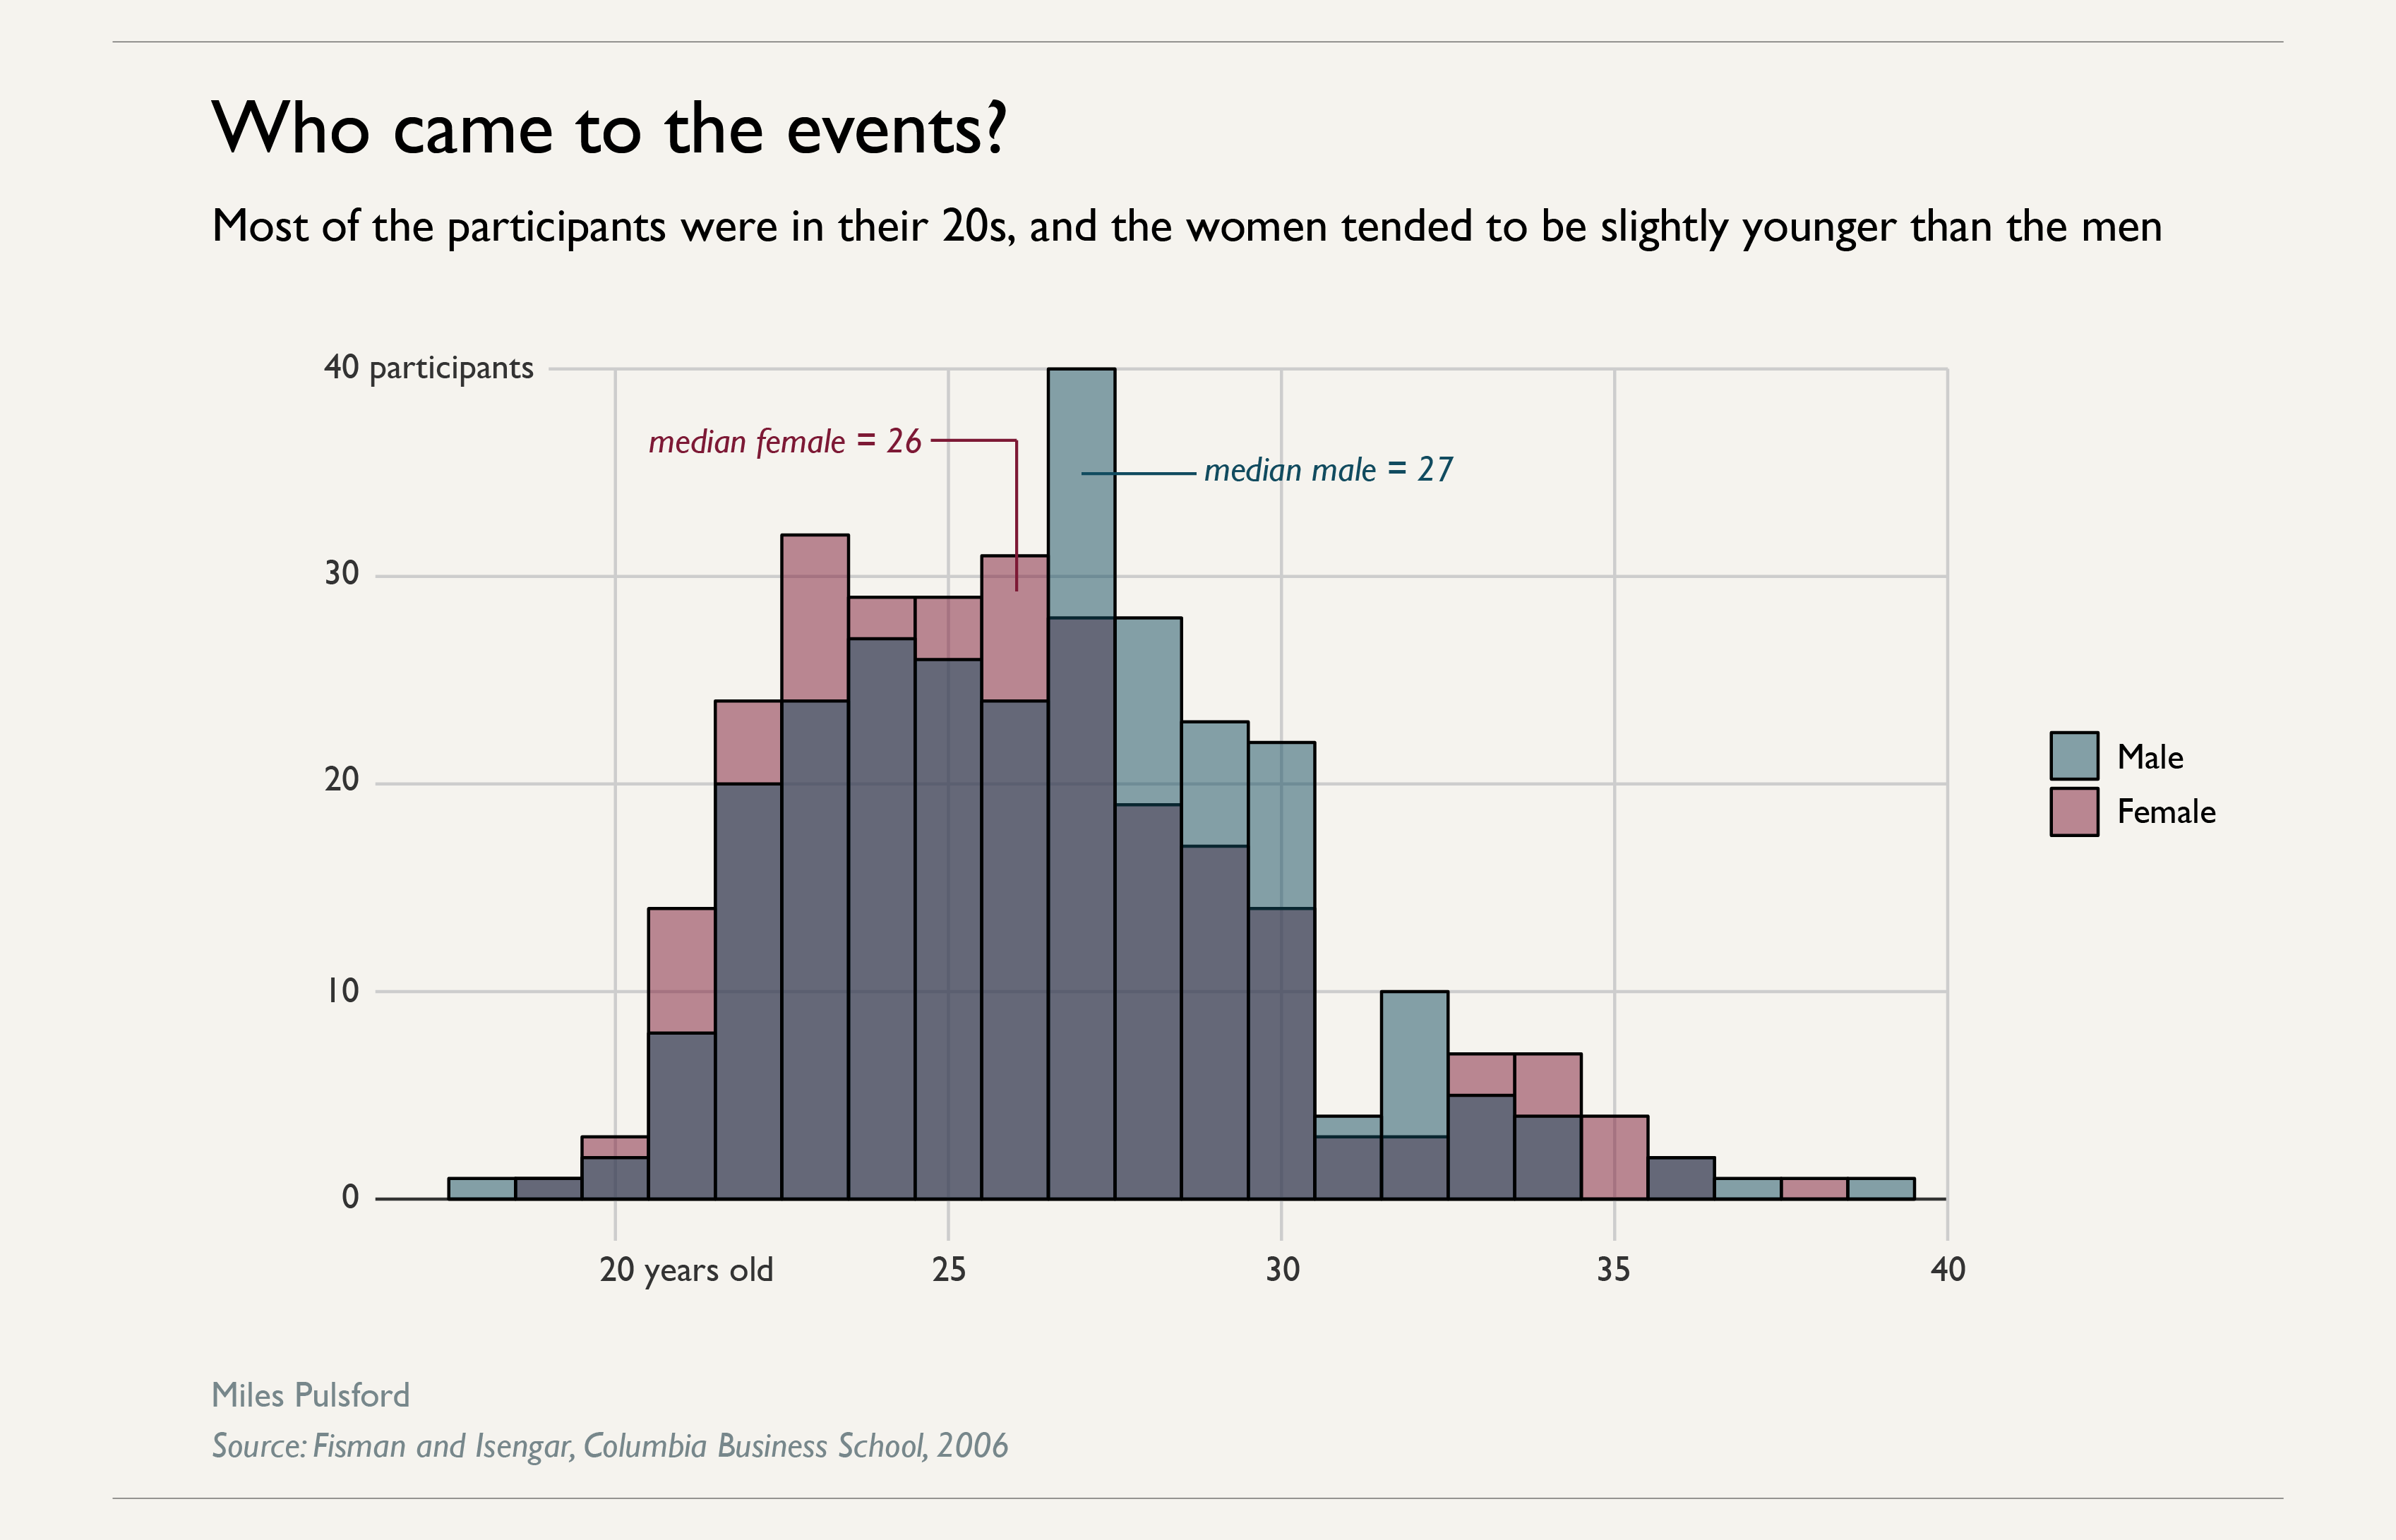 Who came to the events?
Most of the participants were in their 20s, and the women tended to be slightly younger than the men
40 participants
median female = 26
median male = 27
30
20
10
0
Male
Female
20 years old
25
30
35
40
Miles Pulsford
Source: Fisman and Isengar, Columbia Business School, 2006